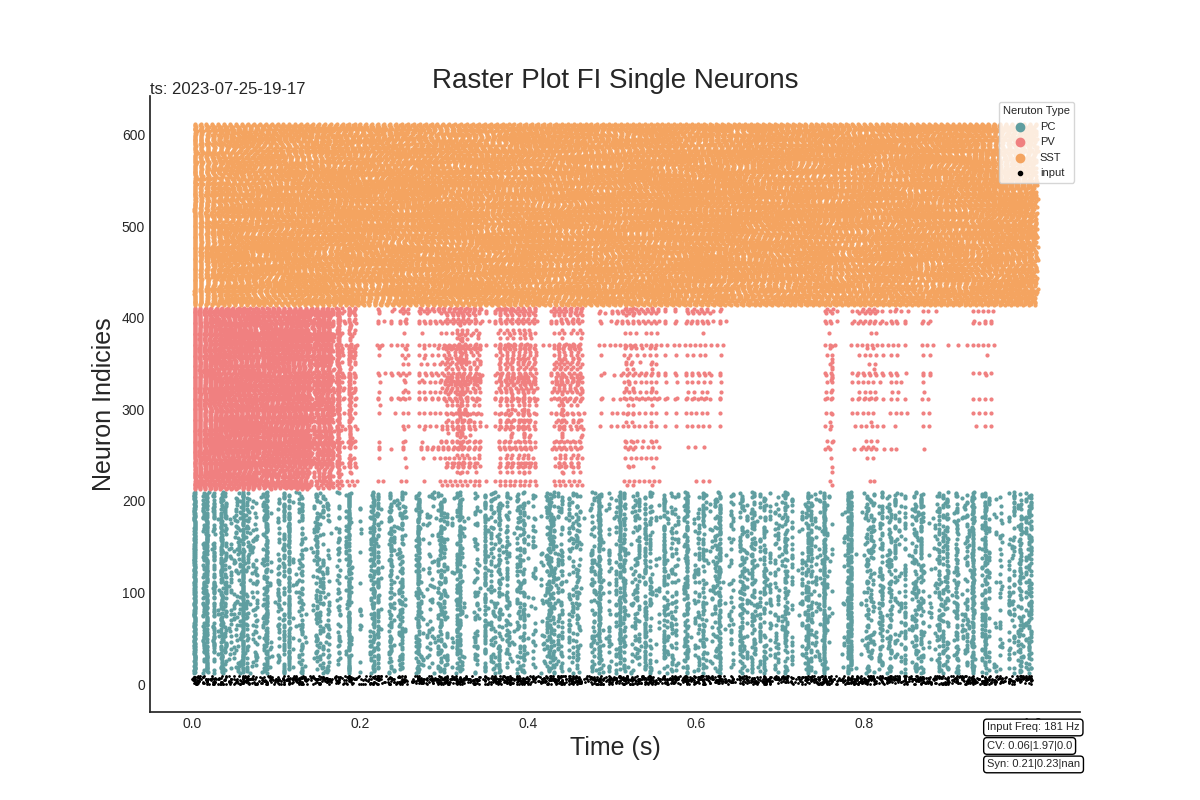 Raster Plot FI Single Neurons
ts: 2023-07-25-19-17
Neruton Type
PC
PV
SST
input
Neuron Indicies
600
500
400
300
200
100
0
0.0
0.2
0.4
0.6
0.8
Time (s)
Input Freq: 181 Hz
CV: 0.06|1.97|0.0
Syn: 0.21|0.23|nan